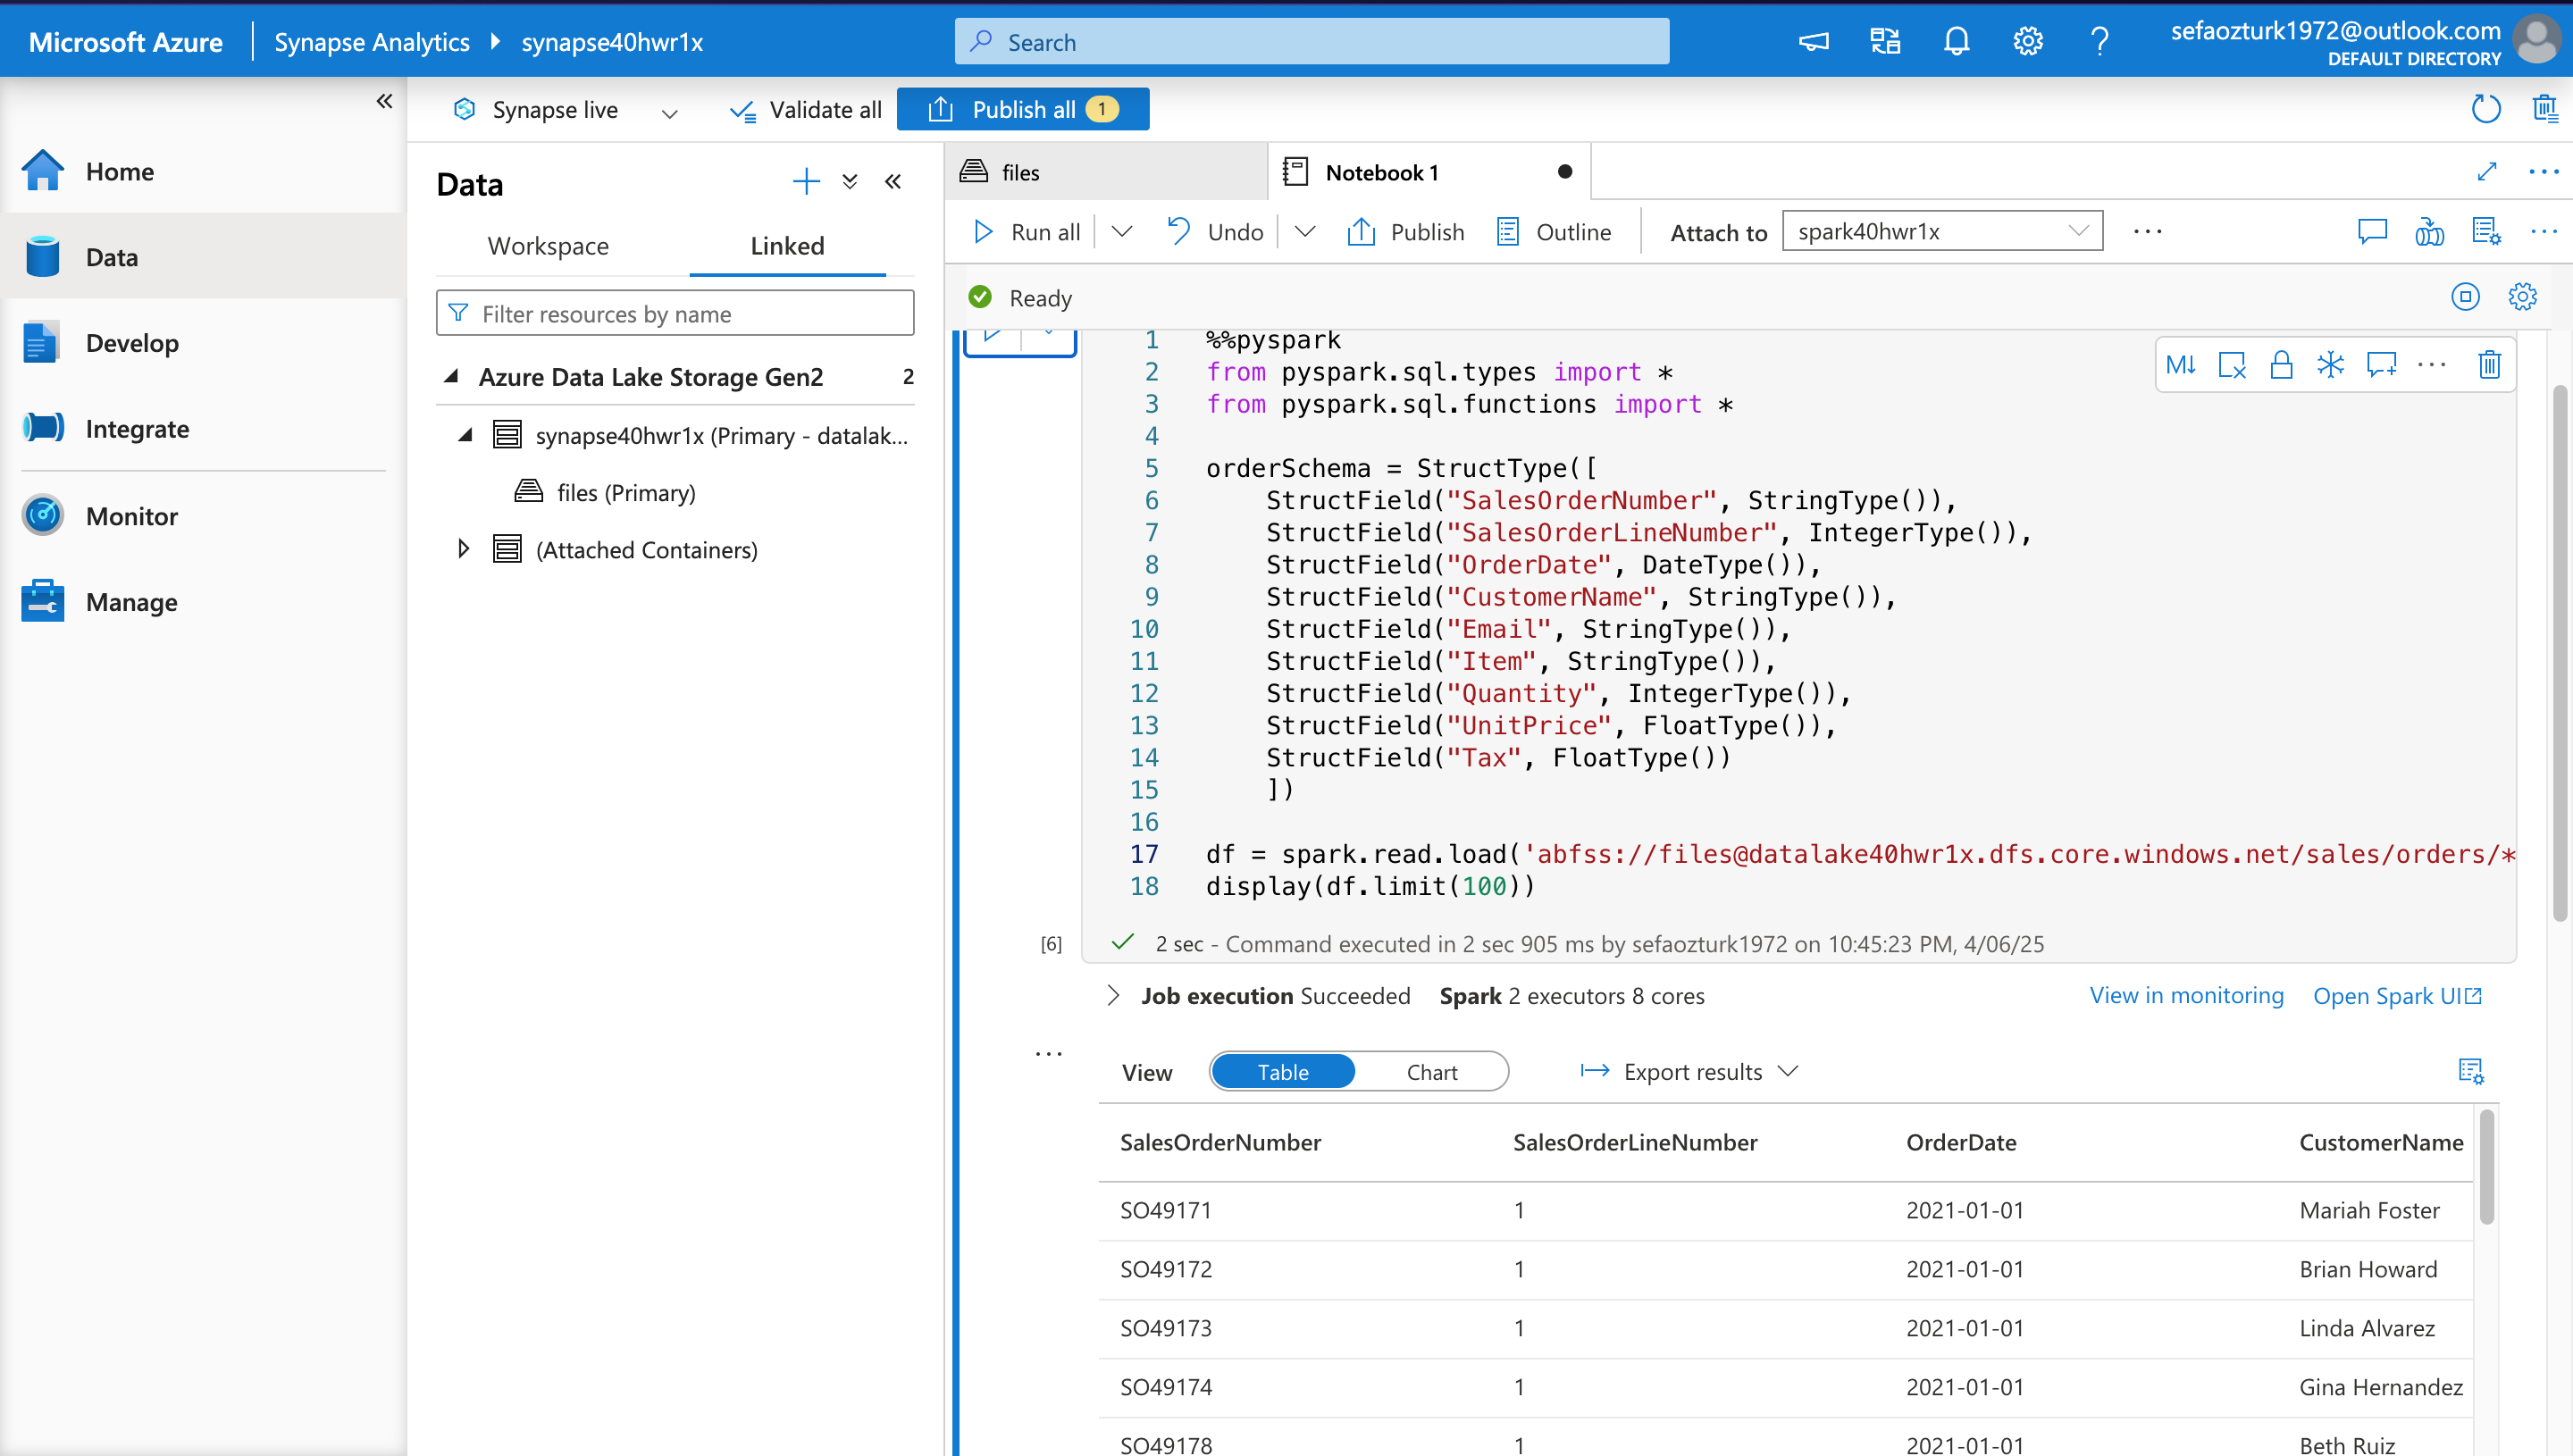 Microsoft Azure
Synapse Analytics
synapse40hwr1x
Search
sefaozturk1972@outlook.com
DEFAULT DIRECTORY
Synapse live
Validate all
Publish all
1
Home
Data
Develop
Integrate
Monitor
Manage
Data
Workspace
Linked
Filter resources by name
Azure Data Lake Storage Gen2 2
synapse40hwr1x (Primary - datalak...
files (Primary)
(Attached Containers)
files
Notebook 1
Run all
Undo
Publish
Outline
Attach to
spark40hwr1x
Ready
M↓
1 %%pyspark
2 from pyspark.sql.types import *
3 from pyspark.sql.functions import *
4
5 orderSchema = StructType([
6 StructField("SalesOrderNumber", StringType()),
7 StructField("SalesOrderLineNumber", IntegerType()),
8 StructField("OrderDate", DateType()),
9 StructField("CustomerName", StringType()),
10 StructField("Email", StringType()),
11 StructField("Item", StringType()),
12 StructField("Quantity", IntegerType()),
13 StructField("UnitPrice", FloatType()),
14 StructField("Tax", FloatType())
15 ])
16
17 df = spark.read.load('abfss://files@datalake40hwr1x.dfs.core.windows.net/sales/orders/*
18 display(df.limit(100))
[6]
2 sec - Command executed in 2 sec 905 ms by sefaozturk1972 on 10:45:23 PM, 4/06/25
Job execution Succeeded Spark 2 executors 8 cores
View in monitoring
Open Spark UI
View
Table
Chart
Export results
SalesOrderNumber SalesOrderLineNumber OrderDate CustomerName
SO49171 1 2021-01-01 Mariah Foster
SO49172 1 2021-01-01 Brian Howard
SO49173 1 2021-01-01 Linda Alvarez
SO49174 1 2021-01-01 Gina Hernandez
SO49178 1 2021-01-01 Beth Ruiz